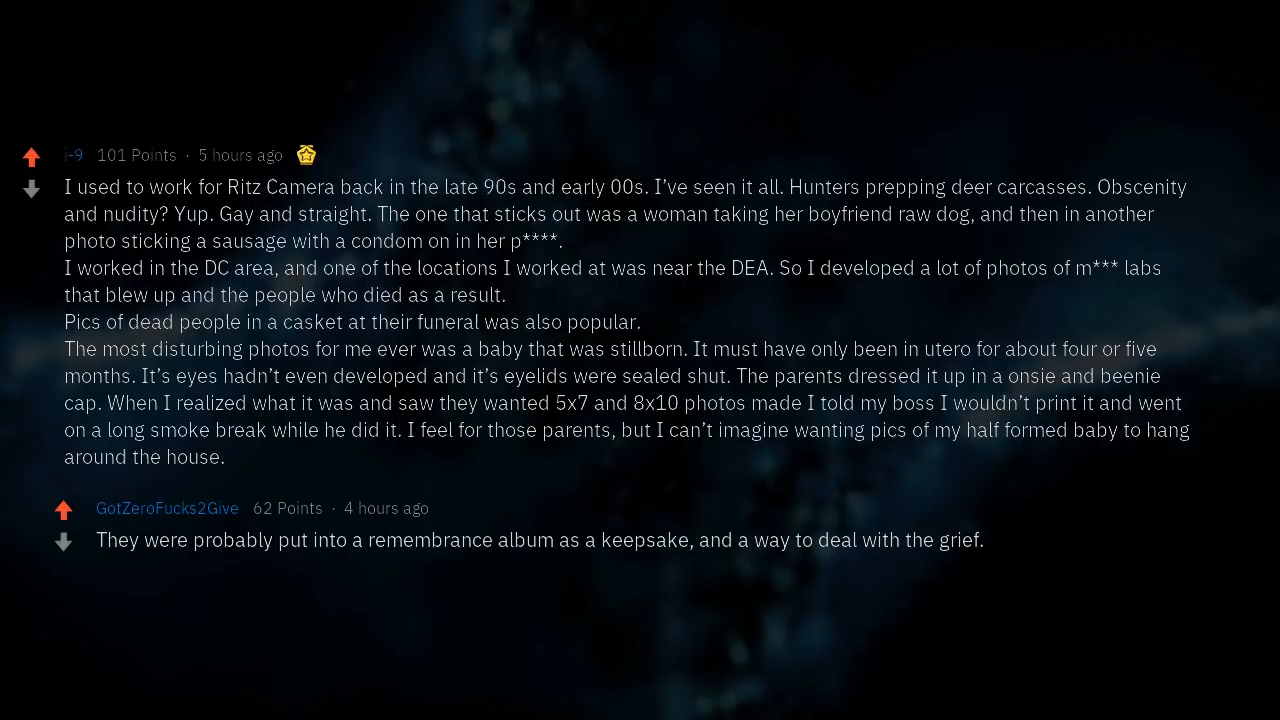 i-9 101 Points · 5 hours ago
I used to work for Ritz Camera back in the late 90s and early 00s. I’ve seen it all. Hunters prepping deer carcasses. Obscenity
and nudity? Yup. Gay and straight. The one that sticks out was a woman taking her boyfriend raw dog, and then in another
photo sticking a sausage with a condom on in her p****.
I worked in the DC area, and one of the locations I worked at was near the DEA. So I developed a lot of photos of m*** labs
that blew up and the people who died as a result.
Pics of dead people in a casket at their funeral was also popular.
The most disturbing photos for me ever was a baby that was stillborn. It must have only been in utero for about four or five
months. It’s eyes hadn’t even developed and it’s eyelids were sealed shut. The parents dressed it up in a onsie and beenie
cap. When I realized what it was and saw they wanted 5x7 and 8x10 photos made I told my boss I wouldn’t print it and went
on a long smoke break while he did it. I feel for those parents, but I can’t imagine wanting pics of my half formed baby to hang
around the house.
GotZeroFucks2Give 62 Points · 4 hours ago
They were probably put into a remembrance album as a keepsake, and a way to deal with the grief.